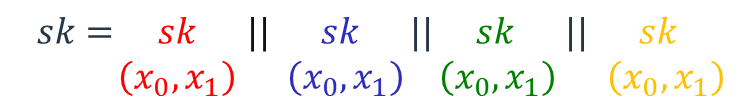 sk = sk || sk || sk || sk
(x₀, x₁) (x₀, x₁) (x₀, x₁) (x₀, x₁)